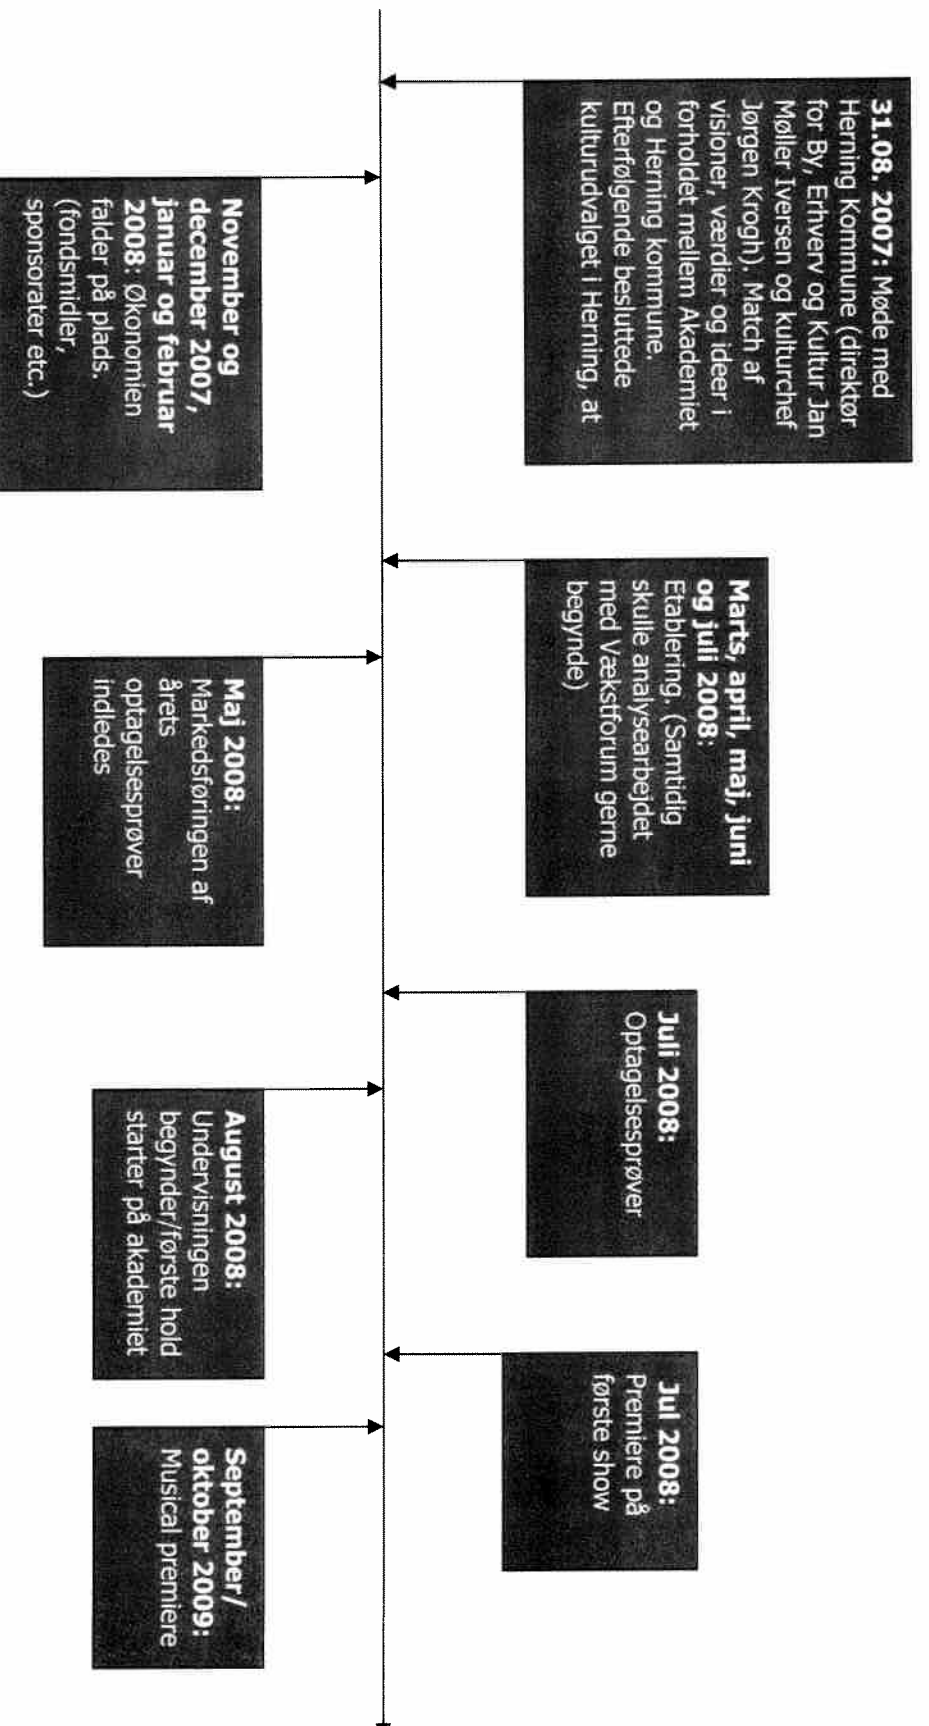 31.08. 2007: Møde med
Herning Kommune (direktør
for By, Erhverv og Kultur Jan
Møller Iversen og kulturchef
Jørgen Krogh). Match af
visioner, værdier og ideer i
forholdet mellem Akademiet
og Herning kommune.
Efterfølgende besluttede
kulturudvalget i Herning, at
November og
december 2007,
januar og februar
2008: Økonomien
falder på plads.
(fondsmidler,
sponsorater etc.)
Marts, april, maj, juni
og juli 2008:
Etablering. (Samtidig
skulle analysearbejdet
med Vækstforum gerne
begynde)
Maj 2008:
Markedsføringen af
årets
optagelsesprøver
indledes
Juli 2008:
Optagelsesprøver
August 2008:
Undervisningen
begynder/første hold
starter på akademiet
Jul 2008:
Premiere på
første show
September/
oktober 2009:
Musical premiere